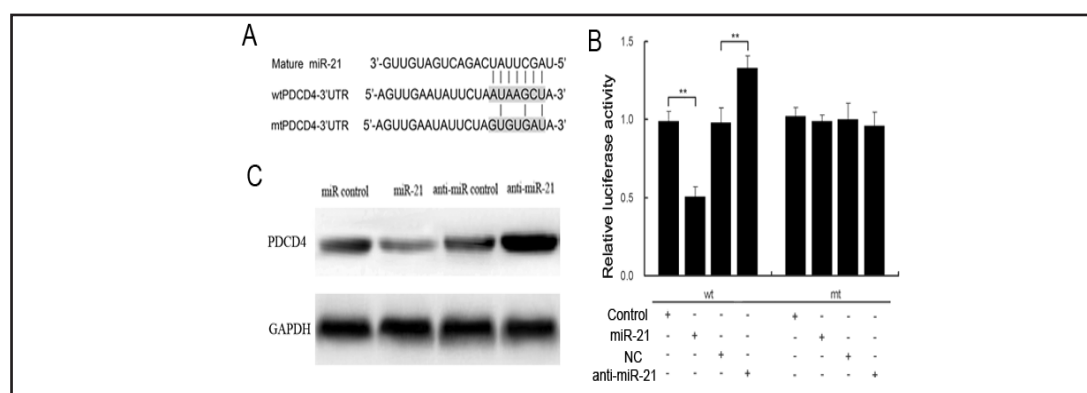 A
Mature miR-21 3'-GUUGUAGUCAGACUAUUCGAU-5'
wtPDCD4-3'UTR 5'-AGUUGAAUAUUCUAAUAAGCUA-3'
mtPDCD4-3'UTR 5'-AGUUGAAUAUUCUAGUGUGAUA-3'
B
Relative luciferase activity
1.5
1.0
0.5
0.0
** **
wt mt
Control + - - - + - - -
miR-21 - + - - - + - -
NC - - + - - - + -
anti-miR-21 - - - + - - - +
C
miR control miR-21 anti-miR control anti-miR-21
PDCD4
GAPDH